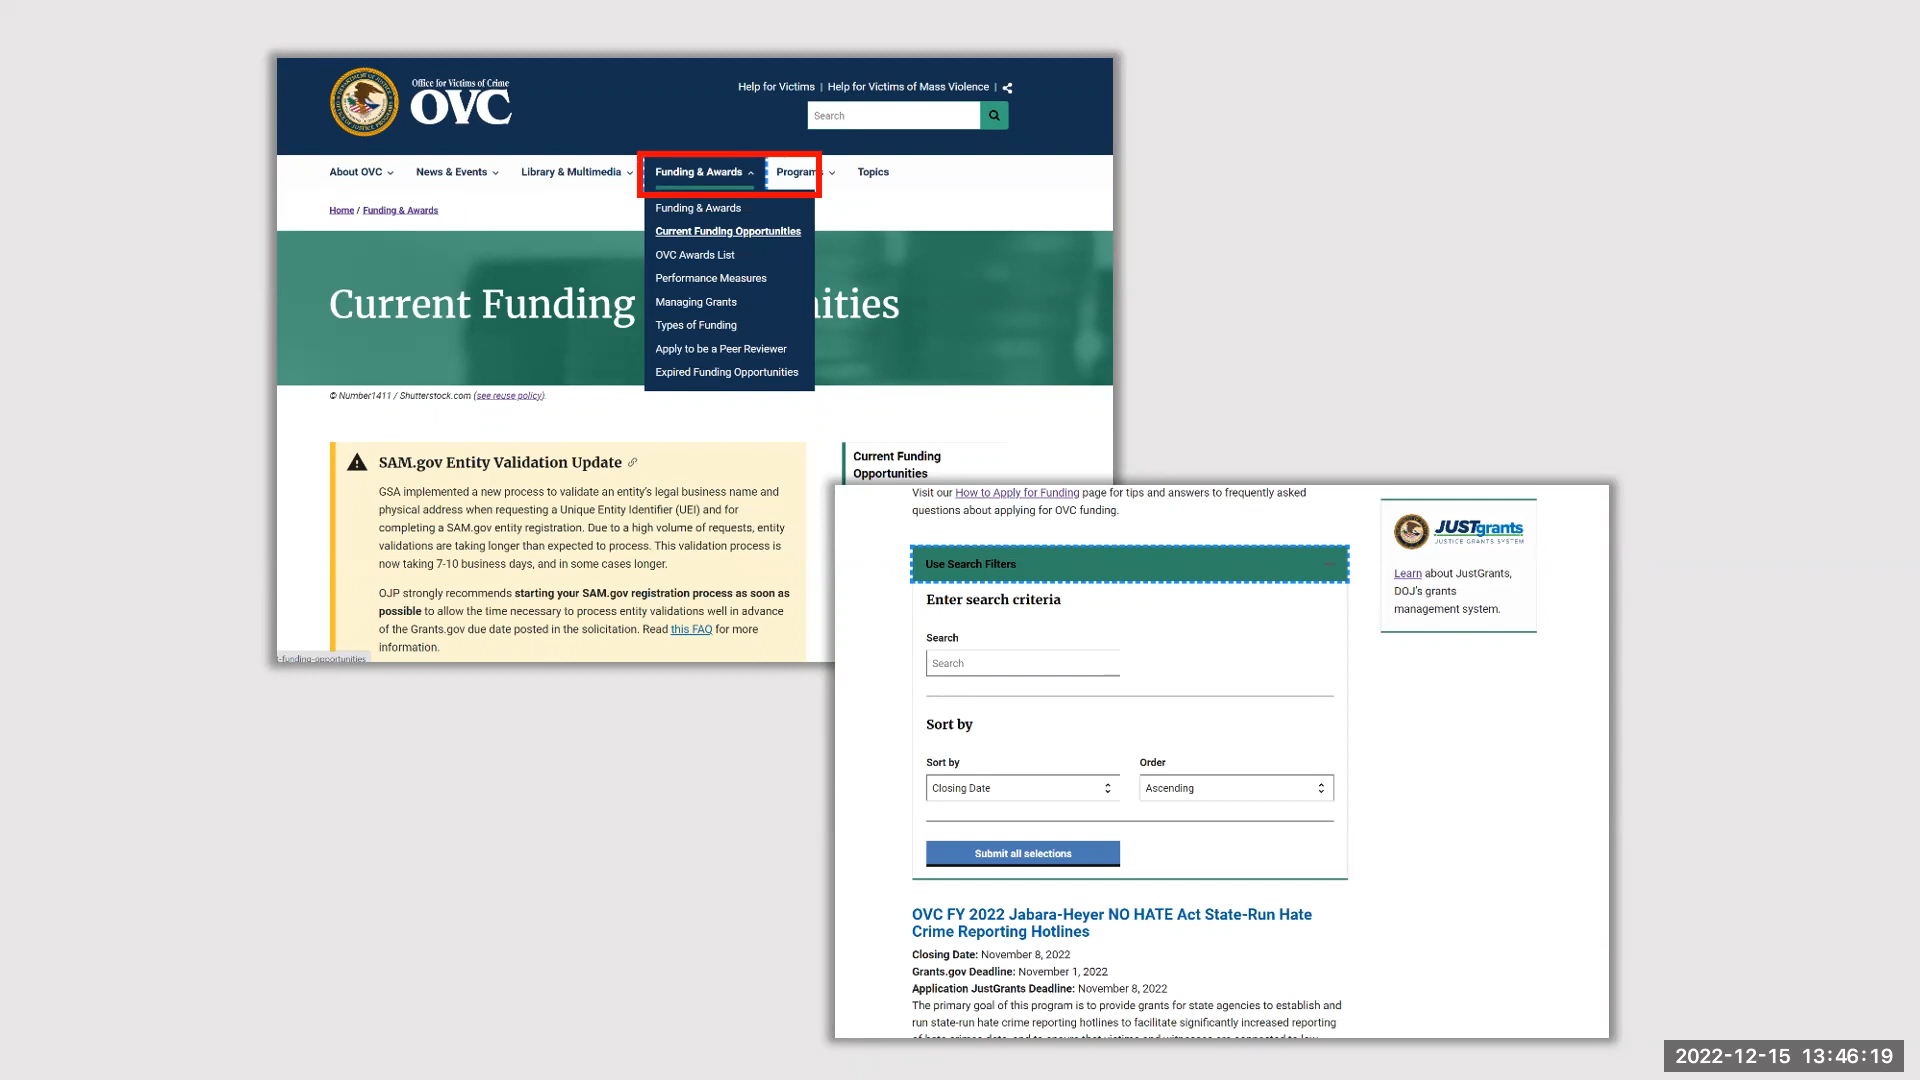 Office for Victims of Crime
OVC
Help for Victims | Help for Victims of Mass Violence |
Search
About OVC
News & Events
Library & Multimedia
Funding & Awards
Programs
Topics
Home / Funding & Awards
Funding & Awards
Current Funding Opportunities
OVC Awards List
Performance Measures
Managing Grants
Types of Funding
Apply to be a Peer Reviewer
Expired Funding Opportunities
Current Funding
ities
© Number1411 / Shutterstock.com (see reuse policy).
SAM.gov Entity Validation Update
GSA implemented a new process to validate an entity's legal business name and
physical address when requesting a Unique Entity Identifier (UEI) and for
completing a SAM.gov entity registration. Due to a high volume of requests, entity
validations are taking longer than expected to process. This validation process is
now taking 7-10 business days, and in some cases longer.
OJP strongly recommends starting your SAM.gov registration process as soon as
possible to allow the time necessary to process entity validations well in advance
of the Grants.gov due date posted in the solicitation. Read this FAQ for more
information.
-funding-opportunities
Current Funding
Opportunities
Visit our How to Apply for Funding page for tips and answers to frequently asked
questions about applying for OVC funding.
Use Search Filters
Enter search criteria
Search
Search
Sort by
Sort by
Order
Closing Date
Ascending
Submit all selections
OVC FY 2022 Jabara-Heyer NO HATE Act State-Run Hate
Crime Reporting Hotlines
Closing Date: November 8, 2022
Grants.gov Deadline: November 1, 2022
Application JustGrants Deadline: November 8, 2022
The primary goal of this program is to provide grants for state agencies to establish and
run state-run hate crime reporting hotlines to facilitate significantly increased reporting
JUSTgrants
JUSTICE GRANTS SYSTEM
Learn about JustGrants,
DOJ's grants
management system.
2022-12-15 13:46:19